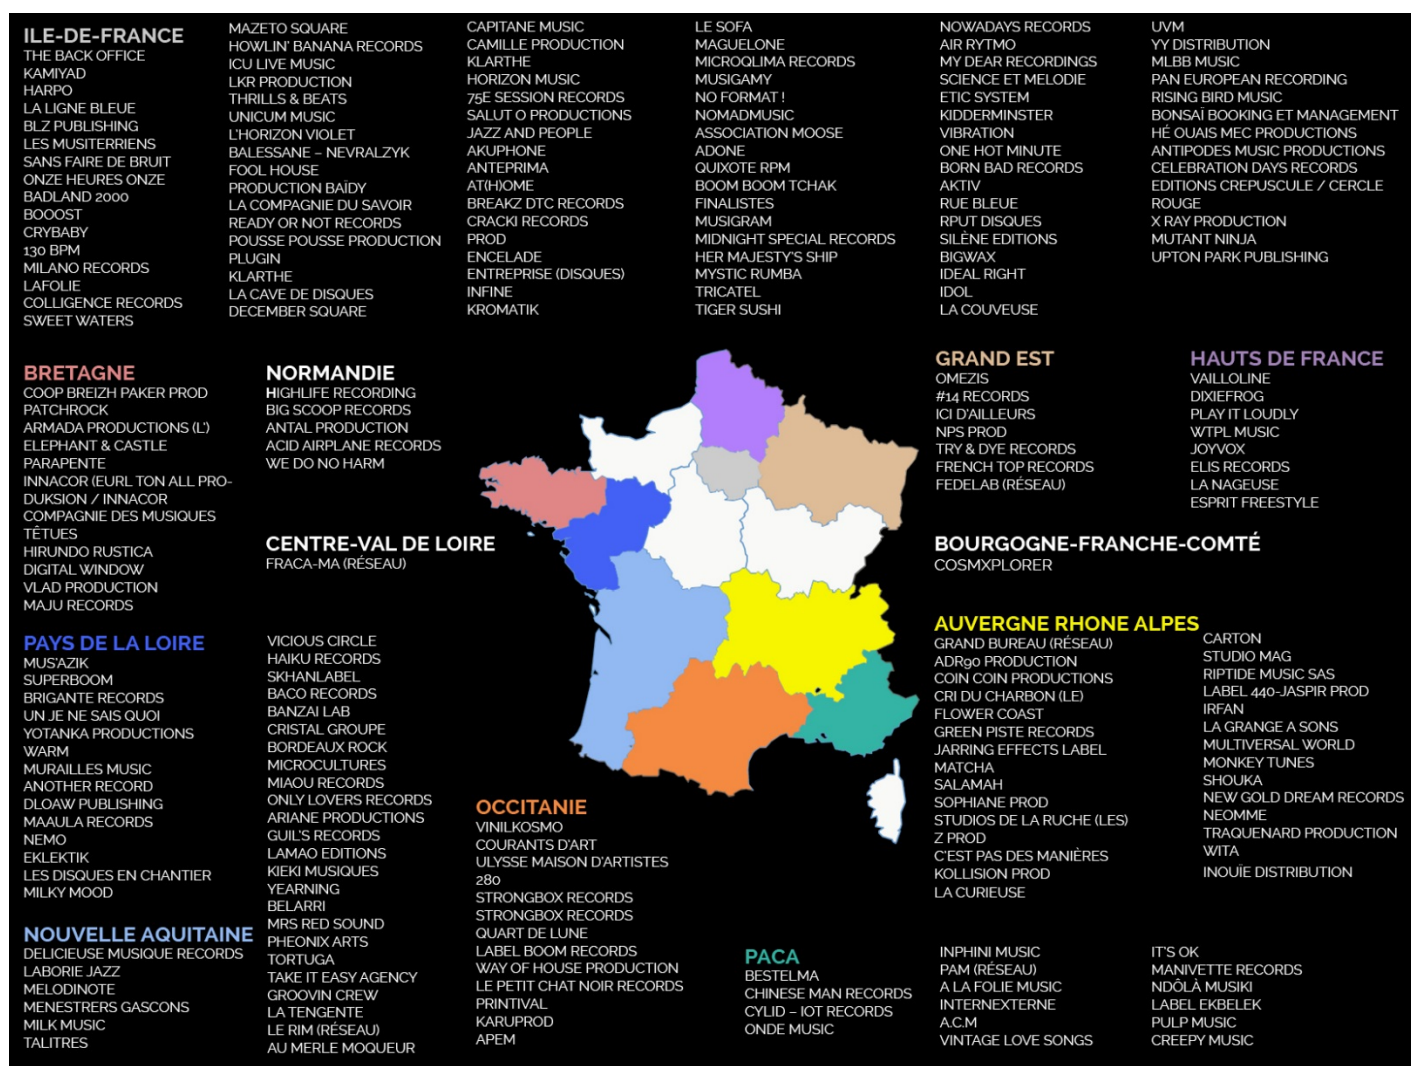 ILE-DE-FRANCE
THE BACK OFFICE
KAMIYAD
HARPO
LA LIGNE BLEUE
BLZ PUBLISHING
LES MUSITERRIENS
SANS FAIRE DE BRUIT
ONZE HEURES ONZE
BADLAND 2000
BOOOST
CRYBABY
130 BPM
MILANO RECORDS
LAFOLIE
COLLIGENCE RECORDS
SWEET WATERS
MAZETO SQUARE
HOWLIN' BANANA RECORDS
ICU LIVE MUSIC
LKR PRODUCTION
THRILLS & BEATS
UNICUM MUSIC
L'HORIZON VIOLET
BALESSANE – NEVRALZYK
FOOL HOUSE
PRODUCTION BAÏDY
LA COMPAGNIE DU SAVOIR
READY OR NOT RECORDS
POUSSE POUSSE PRODUCTION
PLUGIN
KLARTHE
LA CAVE DE DISQUES
DECEMBER SQUARE
CAPITANE MUSIC
CAMILLE PRODUCTION
KLARTHE
HORIZON MUSIC
75E SESSION RECORDS
SALUT O PRODUCTIONS
JAZZ AND PEOPLE
AKUPHONE
ANTEPRIMA
AT(H)OME
BREAKZ DTC RECORDS
CRACKI RECORDS
PROD
ENCELADE
ENTREPRISE (DISQUES)
INFINE
KROMATIK
LE SOFA
MAGUELONE
MICROQLIMA RECORDS
MUSIGAMY
NO FORMAT !
NOMADMUSIC
ASSOCIATION MOOSE
ADONE
QUIXOTE RPM
BOOM BOOM TCHAK
FINALISTES
MUSIGRAM
MIDNIGHT SPECIAL RECORDS
HER MAJESTY'S SHIP
MYSTIC RUMBA
TRICATEL
TIGER SUSHI
NOWADAYS RECORDS
AIR RYTMO
MY DEAR RECORDINGS
SCIENCE ET MELODIE
ETIC SYSTEM
KIDDERMINSTER
VIBRATION
ONE HOT MINUTE
BORN BAD RECORDS
AKTIV
RUE BLEUE
RPUT DISQUES
SILÈNE EDITIONS
BIGWAX
IDEAL RIGHT
IDOL
LA COUVEUSE
UVM
YY DISTRIBUTION
MLBB MUSIC
PAN EUROPEAN RECORDING
RISING BIRD MUSIC
BONSAÏ BOOKING ET MANAGEMENT
HÉ OUAIS MEC PRODUCTIONS
ANTIPODES MUSIC PRODUCTIONS
CELEBRATION DAYS RECORDS
EDITIONS CREPUSCULE / CERCLE
ROUGE
X RAY PRODUCTION
MUTANT NINJA
UPTON PARK PUBLISHING
BRETAGNE
COOP BREIZH PAKER PROD
PATCHROCK
ARMADA PRODUCTIONS (L')
ELEPHANT & CASTLE
PARAPENTE
INNACOR (EURL TON ALL PRO-
DUKSION / INNACOR
COMPAGNIE DES MUSIQUES
TÊTUES
HIRUNDO RUSTICA
DIGITAL WINDOW
VLAD PRODUCTION
MAJU RECORDS
NORMANDIE
HIGHLIFE RECORDING
BIG SCOOP RECORDS
ANTAL PRODUCTION
ACID AIRPLANE RECORDS
WE DO NO HARM
CENTRE-VAL DE LOIRE
FRACA-MA (RÉSEAU)
GRAND EST
OMEZIS
#14 RECORDS
ICI D'AILLEURS
NPS PROD
TRY & DYE RECORDS
FRENCH TOP RECORDS
FEDELAB (RÉSEAU)
HAUTS DE FRANCE
VAILLOLINE
DIXIEFROG
PLAY IT LOUDLY
WTPL MUSIC
JOYVOX
ELIS RECORDS
LA NAGEUSE
ESPRIT FREESTYLE
BOURGOGNE-FRANCHE-COMTÉ
COSMXPLORER
PAYS DE LA LOIRE
MUS'AZIK
SUPERBOOM
BRIGANTE RECORDS
UN JE NE SAIS QUOI
YOTANKA PRODUCTIONS
WARM
MURAILLES MUSIC
ANOTHER RECORD
DLOAW PUBLISHING
MAAULA RECORDS
NEMO
EKLEKTIK
LES DISQUES EN CHANTIER
MILKY MOOD
NOUVELLE AQUITAINE
DELICIEUSE MUSIQUE RECORDS
LABORIE JAZZ
MELODINOTE
MENESTRERS GASCONS
MILK MUSIC
TALITRES
VICIOUS CIRCLE
HAIKU RECORDS
SKHANLABEL
BACO RECORDS
BANZAI LAB
CRISTAL GROUPE
BORDEAUX ROCK
MICROCULTURES
MIAOU RECORDS
ONLY LOVERS RECORDS
ARIANE PRODUCTIONS
GUIL'S RECORDS
LAMAO EDITIONS
KIEKI MUSIQUES
YEARNING
BELARRI
MRS RED SOUND
PHEONIX ARTS
TORTUGA
TAKE IT EASY AGENCY
GROOVIN CREW
LA TENGENTE
LE RIM (RÉSEAU)
AU MERLE MOQUEUR
OCCITANIE
VINILKOSMO
COURANTS D'ART
ULYSSE MAISON D'ARTISTES
280
STRONGBOX RECORDS
STRONGBOX RECORDS
QUART DE LUNE
LABEL BOOM RECORDS
WAY OF HOUSE PRODUCTION
LE PETIT CHAT NOIR RECORDS
PRINTIVAL
KARUPROD
APEM
AUVERGNE RHONE ALPES
GRAND BUREAU (RÉSEAU)
ADR90 PRODUCTION
COIN COIN PRODUCTIONS
CRI DU CHARBON (LE)
FLOWER COAST
GREEN PISTE RECORDS
JARRING EFFECTS LABEL
MATCHA
SALAMAH
SOPHIANE PROD
STUDIOS DE LA RUCHE (LES)
Z PROD
C'EST PAS DES MANIÈRES
KOLLISION PROD
LA CURIEUSE
CARTON
STUDIO MAG
RIPTIDE MUSIC SAS
LABEL 440-JASPIR PROD
IRFAN
LA GRANGE A SONS
MULTIVERSAL WORLD
MONKEY TUNES
SHOUKA
NEW GOLD DREAM RECORDS
NEOMME
TRAQUENARD PRODUCTION
WITA
INOUÏE DISTRIBUTION
PACA
BESTELMA
CHINESE MAN RECORDS
CYLID – IOT RECORDS
ONDE MUSIC
INPHINI MUSIC
PAM (RÉSEAU)
A LA FOLIE MUSIC
INTERNEXTERNE
A.C.M
VINTAGE LOVE SONGS
IT'S OK
MANIVETTE RECORDS
NDÔLÀ MUSIKI
LABEL EKBELEK
PULP MUSIC
CREEPY MUSIC